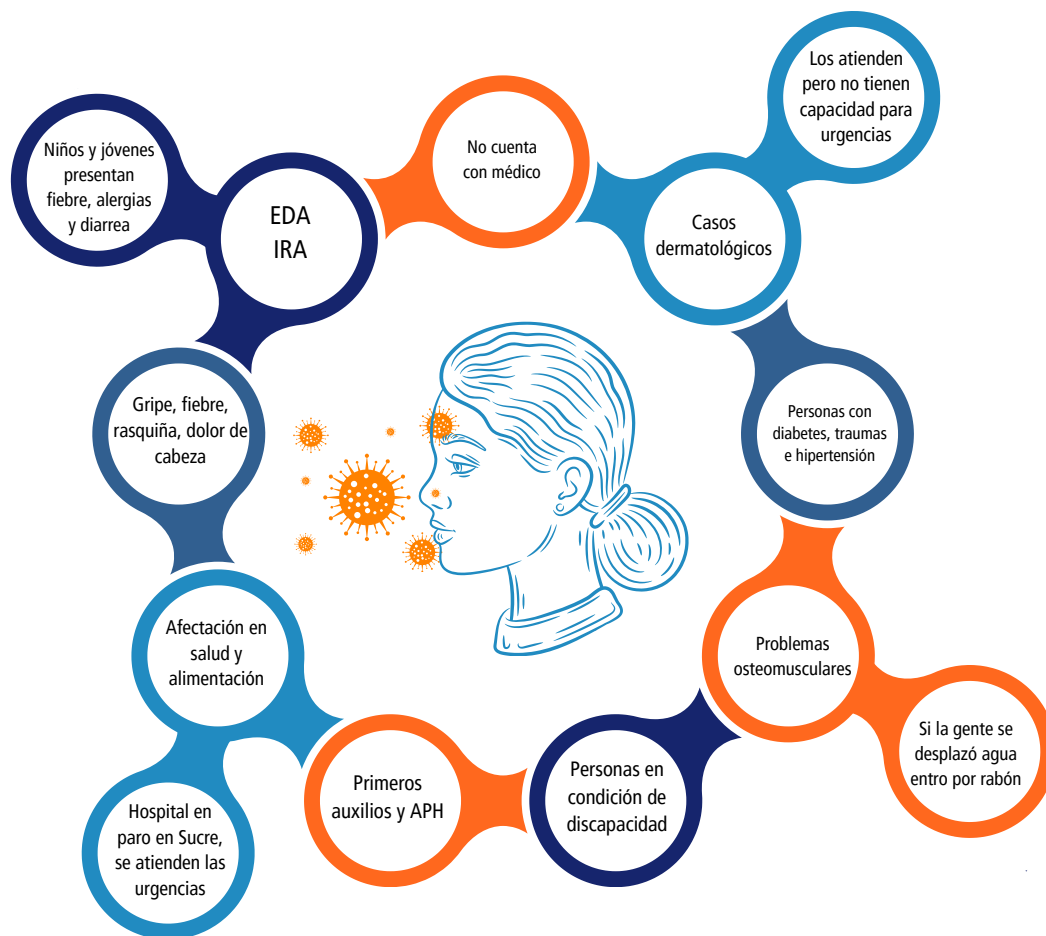 Los atienden
pero no tienen
capacidad para
urgencias
Niños y jóvenes
presentan
fiebre, alergias
y diarrea
No cuenta
con médico
EDA
IRA
Casos
dermatológicos
Gripe, fiebre,
rasquiña, dolor de
cabeza
Personas con
diabetes, traumas
e hipertensión
Afectación en
salud y
alimentación
Problemas
osteomusculares
Si la gente se
desplazó agua
entro por rabón
Hospital en
paro en Sucre,
se atienden las
urgencias
Primeros
auxilios y APH
Personas en
condición de
discapacidad